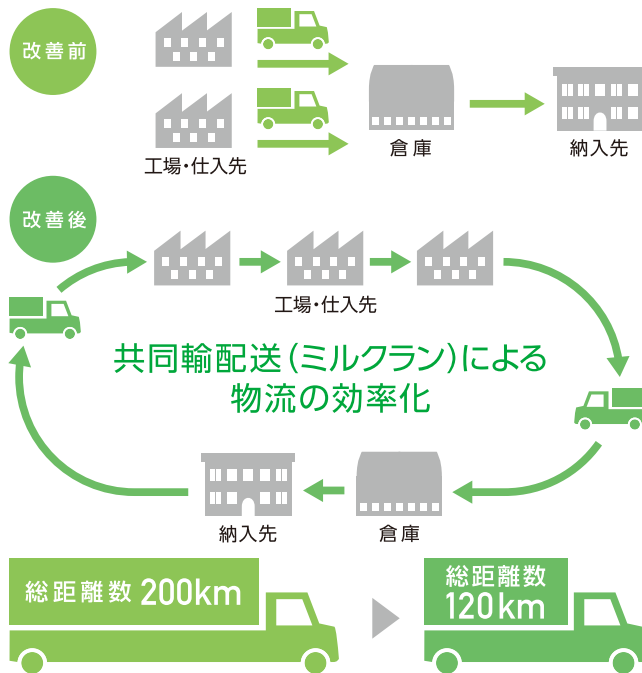 改善前
工場・仕入先
倉庫
納入先
改善後
工場・仕入先
共同輸配送(ミルクラン)による
物流の効率化
納入先
倉庫
総距離数 200km
総距離数
120km